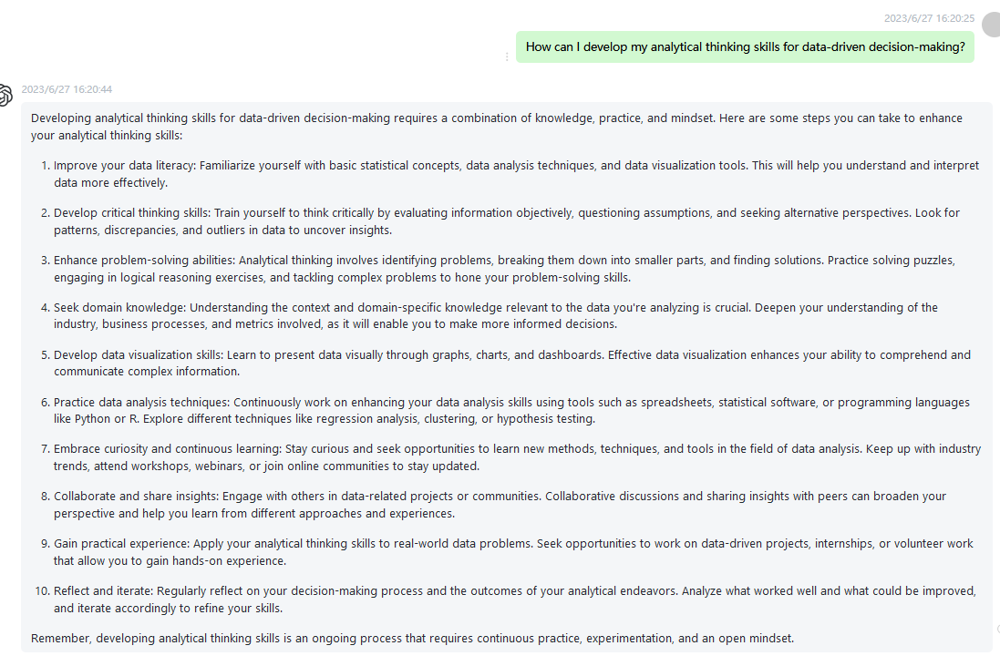 2023/6/27 16:20:25
How can I develop my analytical thinking skills for data-driven decision-making?
2023/6/27 16:20:44
Developing analytical thinking skills for data-driven decision-making requires a combination of knowledge, practice, and mindset. Here are some steps you can take to enhance
your analytical thinking skills:
1. Improve your data literacy: Familiarize yourself with basic statistical concepts, data analysis techniques, and data visualization tools. This will help you understand and interpret
data more effectively.
2. Develop critical thinking skills: Train yourself to think critically by evaluating information objectively, questioning assumptions, and seeking alternative perspectives. Look for
patterns, discrepancies, and outliers in data to uncover insights.
3. Enhance problem-solving abilities: Analytical thinking involves identifying problems, breaking them down into smaller parts, and finding solutions. Practice solving puzzles,
engaging in logical reasoning exercises, and tackling complex problems to hone your problem-solving skills.
4. Seek domain knowledge: Understanding the context and domain-specific knowledge relevant to the data you're analyzing is crucial. Deepen your understanding of the
industry, business processes, and metrics involved, as it will enable you to make more informed decisions.
5. Develop data visualization skills: Learn to present data visually through graphs, charts, and dashboards. Effective data visualization enhances your ability to comprehend and
communicate complex information.
6. Practice data analysis techniques: Continuously work on enhancing your data analysis skills using tools such as spreadsheets, statistical software, or programming languages
like Python or R. Explore different techniques like regression analysis, clustering, or hypothesis testing.
7. Embrace curiosity and continuous learning: Stay curious and seek opportunities to learn new methods, techniques, and tools in the field of data analysis. Keep up with industry
trends, attend workshops, webinars, or join online communities to stay updated.
8. Collaborate and share insights: Engage with others in data-related projects or communities. Collaborative discussions and sharing insights with peers can broaden your
perspective and help you learn from different approaches and experiences.
9. Gain practical experience: Apply your analytical thinking skills to real-world data problems. Seek opportunities to work on data-driven projects, internships, or volunteer work
that allow you to gain hands-on experience.
10. Reflect and iterate: Regularly reflect on your decision-making process and the outcomes of your analytical endeavors. Analyze what worked well and what could be improved,
and iterate accordingly to refine your skills.
Remember, developing analytical thinking skills is an ongoing process that requires continuous practice, experimentation, and an open mindset.